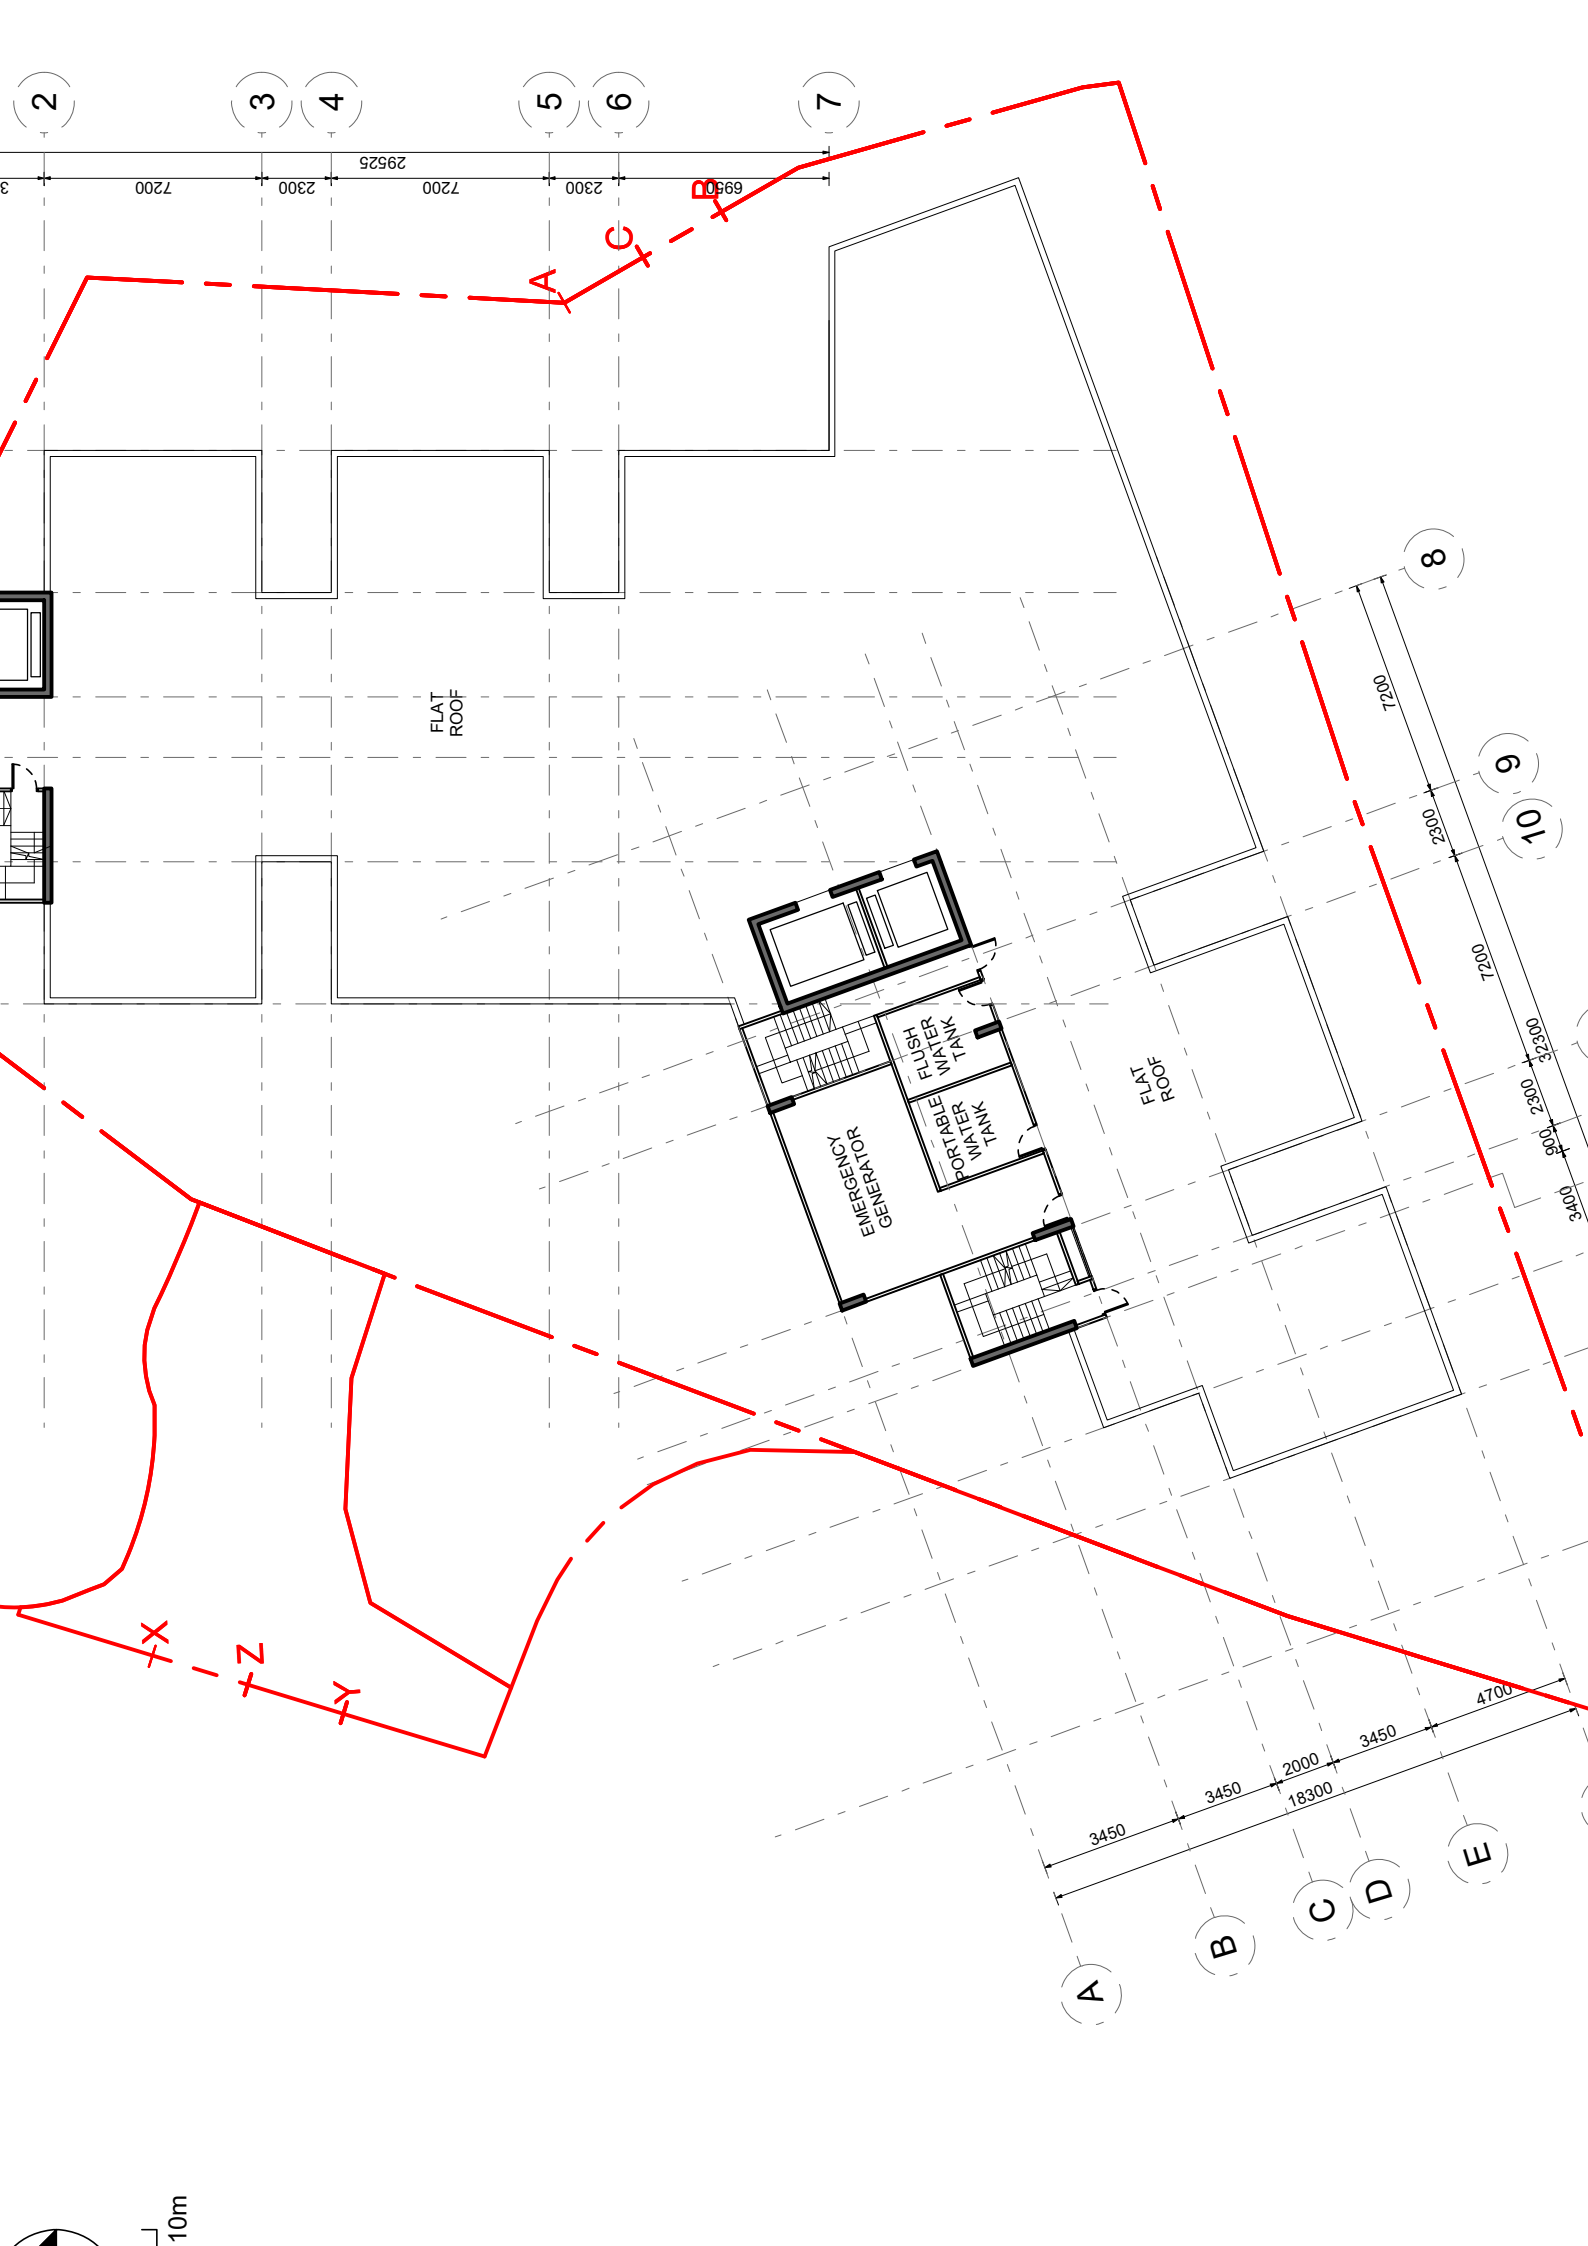 2
3
4
5
6
7
29525
7200
2300
7200
2300
6950
A
C
B
FLAT
ROOF
8
9
10
7200
2300
7200
32300
2300
900
3400
FLUSH
WATER
TANK
PORTABLE
WATER
TANK
EMERGENCY
GENERATOR
FLAT
ROOF
X
Z
Y
3450
3450
2000
3450
4700
18300
A
B
C
D
E
10m